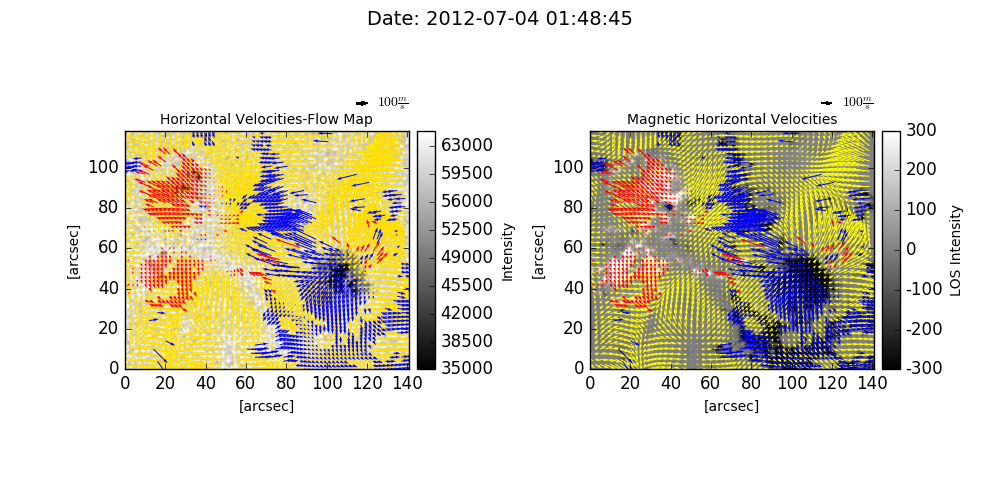 Date: 2012-07-04 01:48:45
100 m/s
Horizontal Velocities-Flow Map
[arcsec]
100
80
60
40
20
0
0 20 40 60 80 100 120 140
[arcsec]
63000
59500
56000
52500
49000
45500
42000
38500
35000
Intensity
100 m/s
Magnetic Horizontal Velocities
[arcsec]
100
80
60
40
20
0
0 20 40 60 80 100 120 140
[arcsec]
300
200
100
0
-100
-200
-300
LOS Intensity